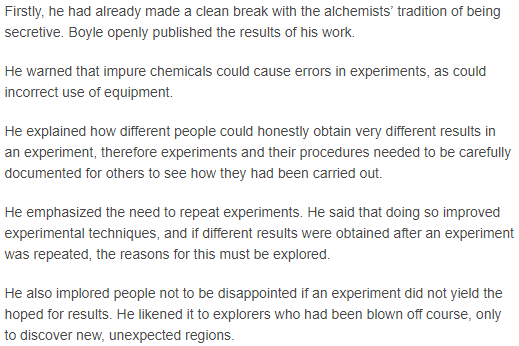 Firstly, he had already made a clean break with the alchemists’ tradition of being
secretive. Boyle openly published the results of his work.
He warned that impure chemicals could cause errors in experiments, as could
incorrect use of equipment.
He explained how different people could honestly obtain very different results in
an experiment, therefore experiments and their procedures needed to be carefully
documented for others to see how they had been carried out.
He emphasized the need to repeat experiments. He said that doing so improved
experimental techniques, and if different results were obtained after an experiment
was repeated, the reasons for this must be explored.
He also implored people not to be disappointed if an experiment did not yield the
hoped for results. He likened it to explorers who had been blown off course, only
to discover new, unexpected regions.